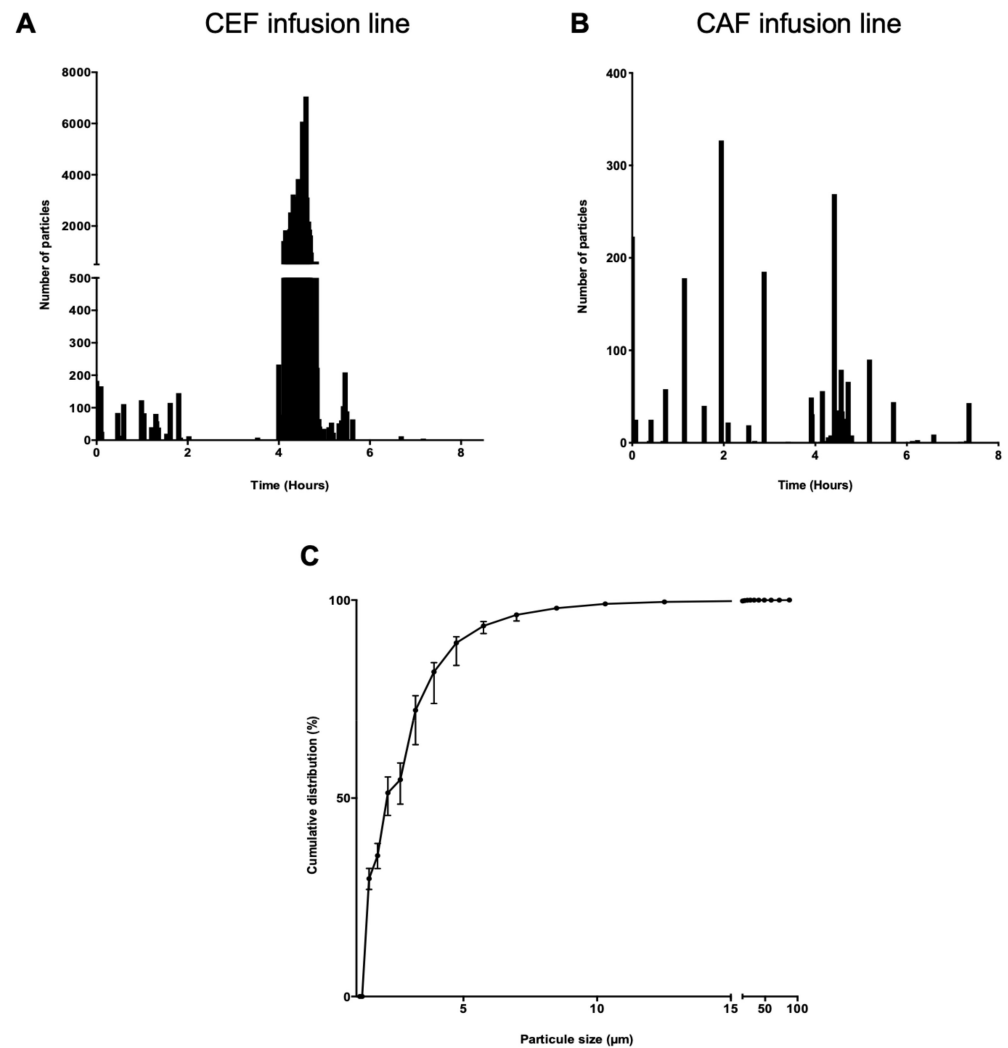 A
CEF infusion line
Number of particles
8000
6000
4000
2000
500
400
300
200
100
0
0 2 4 6 8
Time (Hours)
B
CAF infusion line
Number of particles
400
300
200
100
0
0 2 4 6 8
Time (Hours)
C
Cumulative distribution (%)
100
50
0
5 10 15 50 100
Particule size (µm)